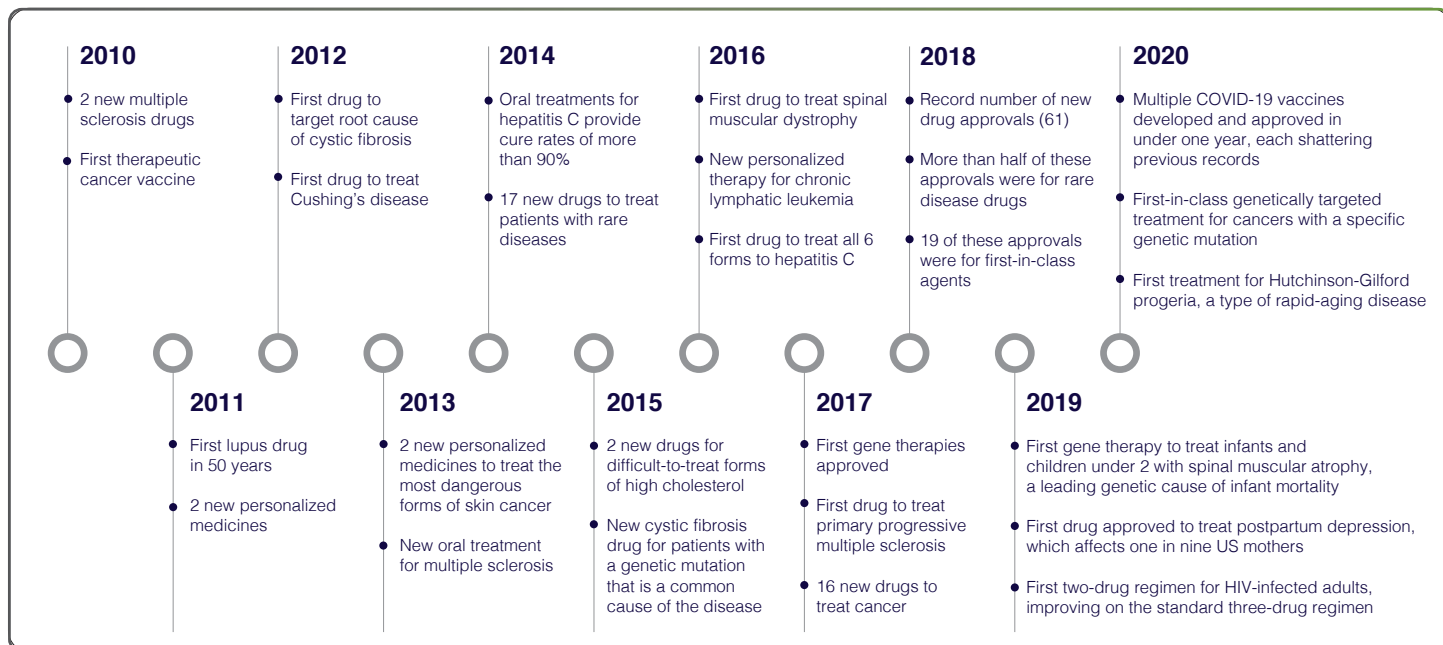 2010
2 new multiple
sclerosis drugs
First therapeutic
cancer vaccine
2012
First drug to
target root cause
of cystic fibrosis
First drug to treat
Cushing's disease
2014
Oral treatments for
hepatitis C provide
cure rates of more
than 90%
17 new drugs to treat
patients with rare
diseases
2016
First drug to treat spinal
muscular dystrophy
New personalized
therapy for chronic
lymphatic leukemia
First drug to treat all 6
forms to hepatitis C
2018
Record number of new
drug approvals (61)
More than half of these
approvals were for rare
disease drugs
19 of these approvals
were for first-in-class
agents
2020
Multiple COVID-19 vaccines
developed and approved in
under one year, each shattering
previous records
First-in-class genetically targeted
treatment for cancers with a specific
genetic mutation
First treatment for Hutchinson-Gilford
progeria, a type of rapid-aging disease
2011
First lupus drug
in 50 years
2 new personalized
medicines
2013
2 new personalized
medicines to treat the
most dangerous
forms of skin cancer
New oral treatment
for multiple sclerosis
2015
2 new drugs for
difficult-to-treat forms
of high cholesterol
New cystic fibrosis
drug for patients with
a genetic mutation
that is a common
cause of the disease
2017
First gene therapies
approved
First drug to treat
primary progressive
multiple sclerosis
16 new drugs to
treat cancer
2019
First gene therapy to treat infants and
children under 2 with spinal muscular atrophy,
a leading genetic cause of infant mortality
First drug approved to treat postpartum depression,
which affects one in nine US mothers
First two-drug regimen for HIV-infected adults,
improving on the standard three-drug regimen